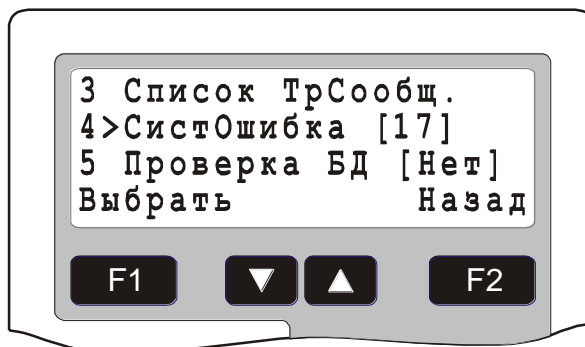 3 Список ТрСообщ.
4>СистОшибка [17]
5 Проверка БД [Нет]
Выбрать Назад
F1 F2